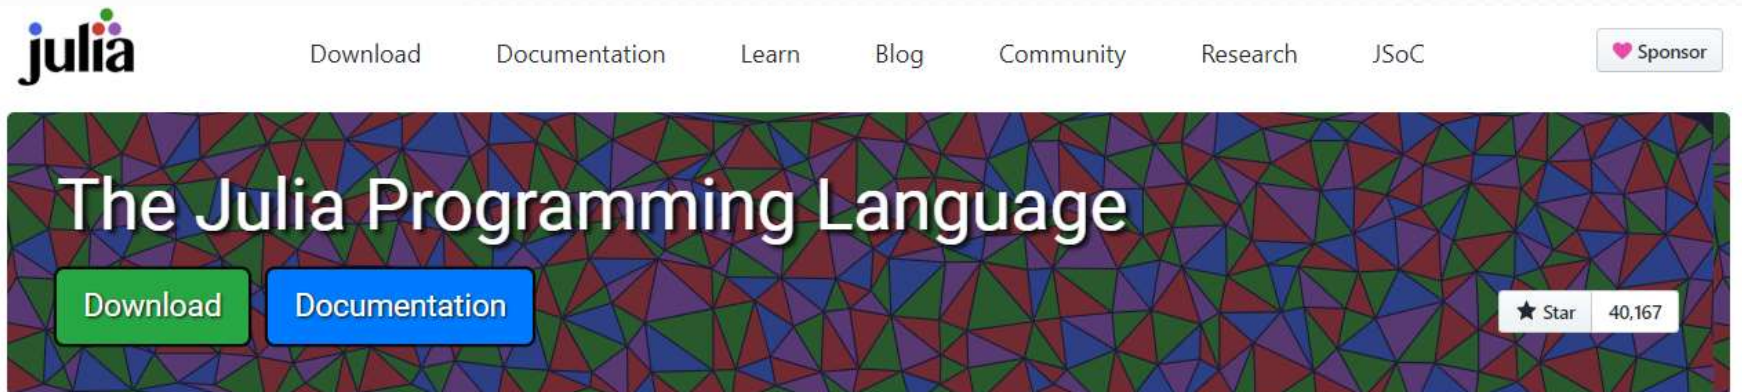 julia
Download Documentation Learn Blog Community Research JSoC Sponsor
The Julia Programming Language
Download Documentation
Star 40,167